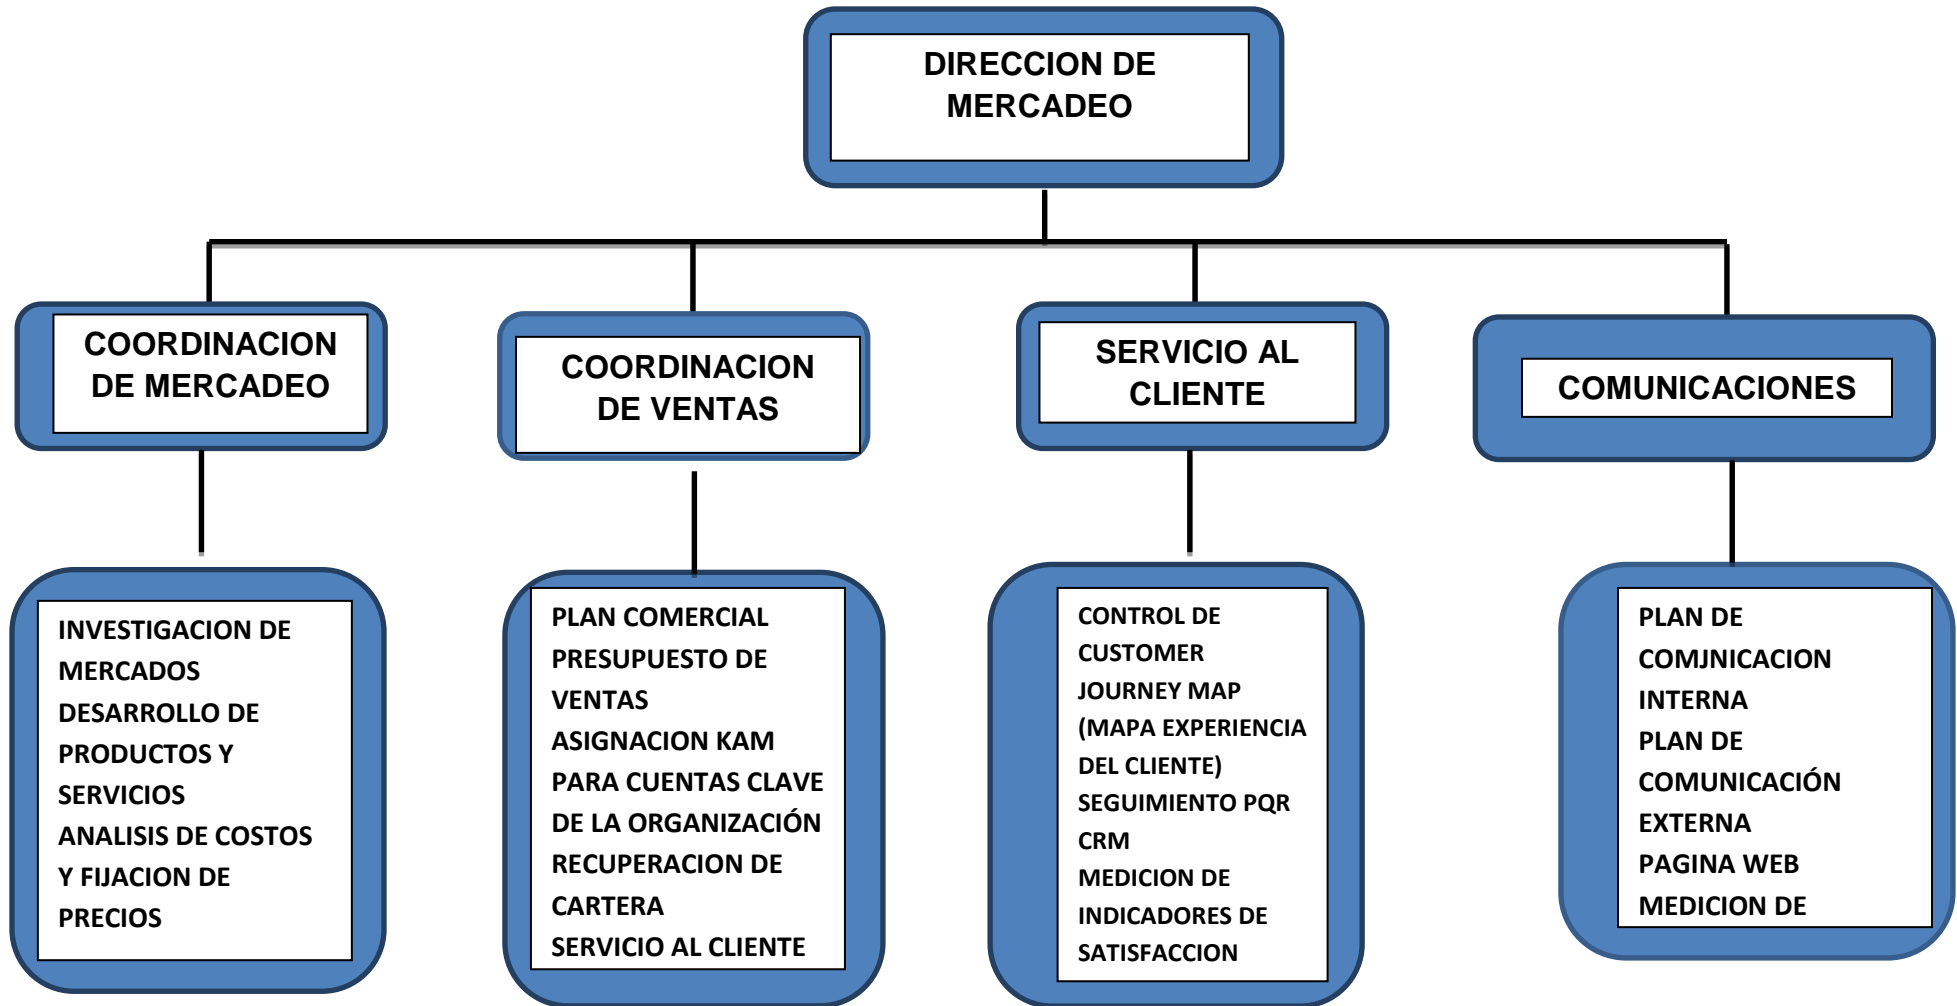 DIRECCION DE
MERCADEO
COORDINACION
DE MERCADEO
COORDINACION
DE VENTAS
SERVICIO AL
CLIENTE
COMUNICACIONES
INVESTIGACION DE
MERCADOS
DESARROLLO DE
PRODUCTOS Y
SERVICIOS
ANALISIS DE COSTOS
Y FIJACION DE
PRECIOS
PLAN COMERCIAL
PRESUPUESTO DE
VENTAS
ASIGNACION KAM
PARA CUENTAS CLAVE
DE LA ORGANIZACIÓN
RECUPERACION DE
CARTERA
SERVICIO AL CLIENTE
CONTROL DE
CUSTOMER
JOURNEY MAP
(MAPA EXPERIENCIA
DEL CLIENTE)
SEGUIMIENTO PQR
CRM
MEDICION DE
INDICADORES DE
SATISFACCION
PLAN DE
COMJNICACION
INTERNA
PLAN DE
COMUNICACIÓN
EXTERNA
PAGINA WEB
MEDICION DE